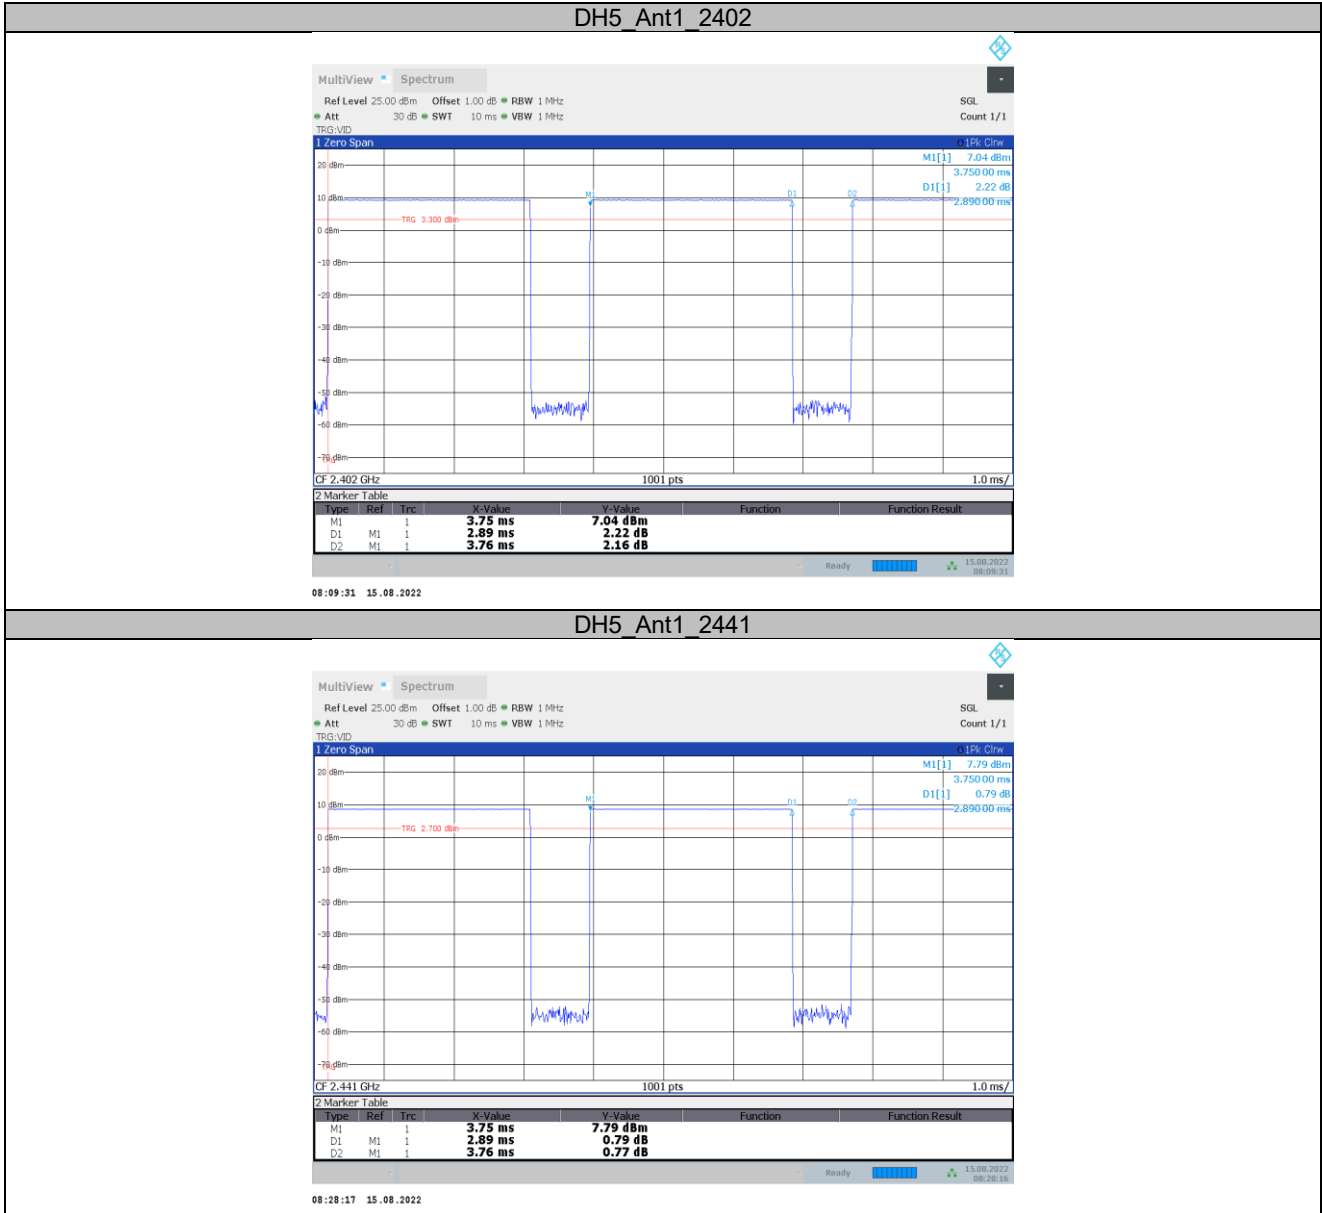 DH5_Ant1_2402
MultiView Spectrum
Ref Level 25.00 dBm Offset 1.00 dB RBW 1 MHz SGL
Att 30 dB SWT 10 ms VBW 1 MHz Count 1/1
TRG:VID
1 Zero Span 1Pk Clrw
M1[1] 7.04 dBm
20 dBm
3.750 00 ms
D1[1] 2.22 dB
M1 D1 D2
10 dBm
2.890 00 ms
TRG 3.300 dBm
0 dBm
-10 dBm
-20 dBm
-30 dBm
-40 dBm
-50 dBm
-60 dBm
-70 dBm
TRG
CF 2.402 GHz 1001 pts 1.0 ms/
2 Marker Table
Type Ref Trc X-Value Y-Value Function Function Result
M1 1 3.75 ms 7.04 dBm
D1 M1 1 2.89 ms 2.22 dB
D2 M1 1 3.76 ms 2.16 dB
Ready 15.08.2022
08:09:31
08:09:31 15.08.2022
DH5_Ant1_2441
MultiView Spectrum
Ref Level 25.00 dBm Offset 1.00 dB RBW 1 MHz SGL
Att 30 dB SWT 10 ms VBW 1 MHz Count 1/1
TRG:VID
1 Zero Span 1Pk Clrw
M1[1] 7.79 dBm
20 dBm
3.750 00 ms
D1[1] 0.79 dB
M1 D1 D2
10 dBm
2.890 00 ms
TRG 2.700 dBm
0 dBm
-10 dBm
-20 dBm
-30 dBm
-40 dBm
-50 dBm
-60 dBm
-70 dBm
TRG
CF 2.441 GHz 1001 pts 1.0 ms/
2 Marker Table
Type Ref Trc X-Value Y-Value Function Function Result
M1 1 3.75 ms 7.79 dBm
D1 M1 1 2.89 ms 0.79 dB
D2 M1 1 3.76 ms 0.77 dB
Ready 15.08.2022
08:28:16
08:28:17 15.08.2022